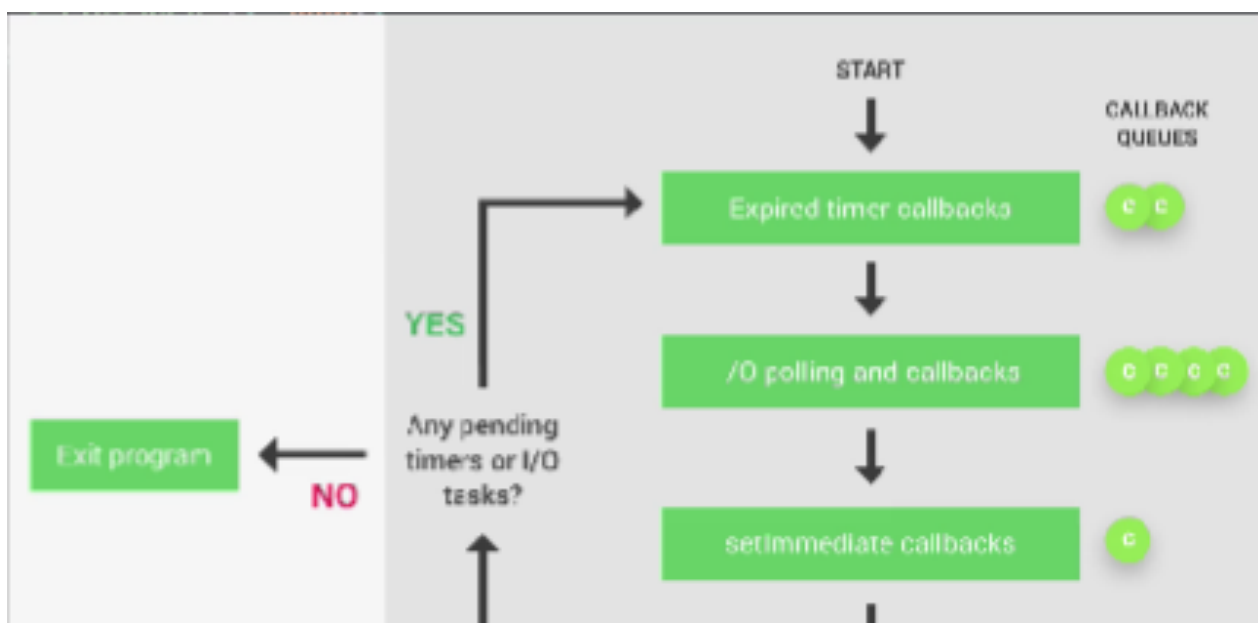 START
CALLBACK
QUEUES
Expired timer callbacks
C C
YES
/O polling and callbacks
C C C C
Any pending
timers or I/O
tasks?
Exit program
NO
setImmediate callbacks
C